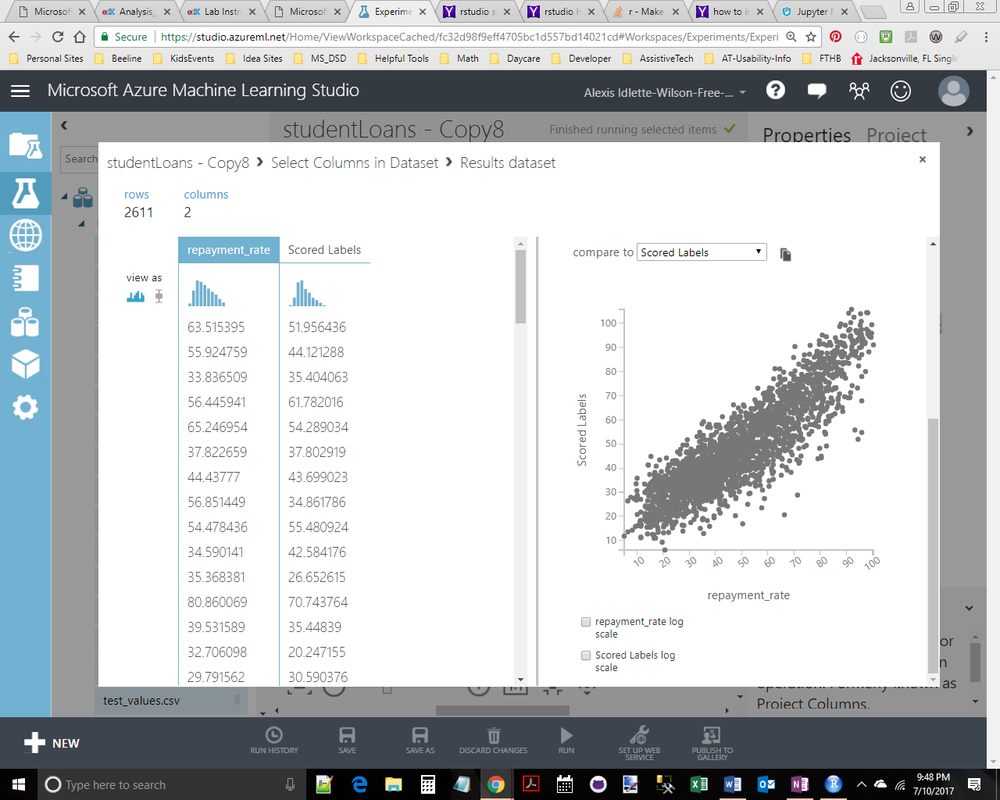 Microsof
Analysis_
Lab Instr
Microsof
Experime
rstudio s
rstudio h
r - Make
how to i
Jupyter
Secure
https://studio.azureml.net/Home/ViewWorkspaceCached/fc32d98f9eff4705bc1d557bd14021cd#Workspaces/Experiments/Experi
Personal Sites
Beeline
KidsEvents
Idea Sites
MS_DSD
Helpful Tools
Math
Daycare
Developer
AssistiveTech
AT-Usability-Info
FTHB
Jacksonville, FL Single
Microsoft Azure Machine Learning Studio
Alexis Idlette-Wilson-Free-...
studentLoans - Copy8
Finished running selected items
Properties Project
Search
studentLoans - Copy8 Select Columns in Dataset Results dataset
rows columns
2611 2
repayment_rate Scored Labels
view as
63.515395 51.956436
55.924759 44.121288
33.836509 35.404063
56.445941 61.782016
65.246954 54.289034
37.822659 37.802919
44.43777 43.699023
56.851449 34.861786
54.478436 55.480924
34.590141 42.584176
35.368381 26.652615
80.860069 70.743764
39.531589 35.44839
32.706098 20.247155
29.791562 30.590376
compare to Scored Labels
100
90
80
70
60
50
40
30
20
10
Scored Labels
10 20 30 40 50 60 70 80 90 100
repayment_rate
repayment_rate log
scale
Scored Labels log
scale
or
n
as
Project Columns.
test_values.csv
NEW
RUN HISTORY
SAVE
SAVE AS
DISCARD CHANGES
RUN
SET UP WEB
SERVICE
PUBLISH TO
GALLERY
Type here to search
9:48 PM
7/10/2017